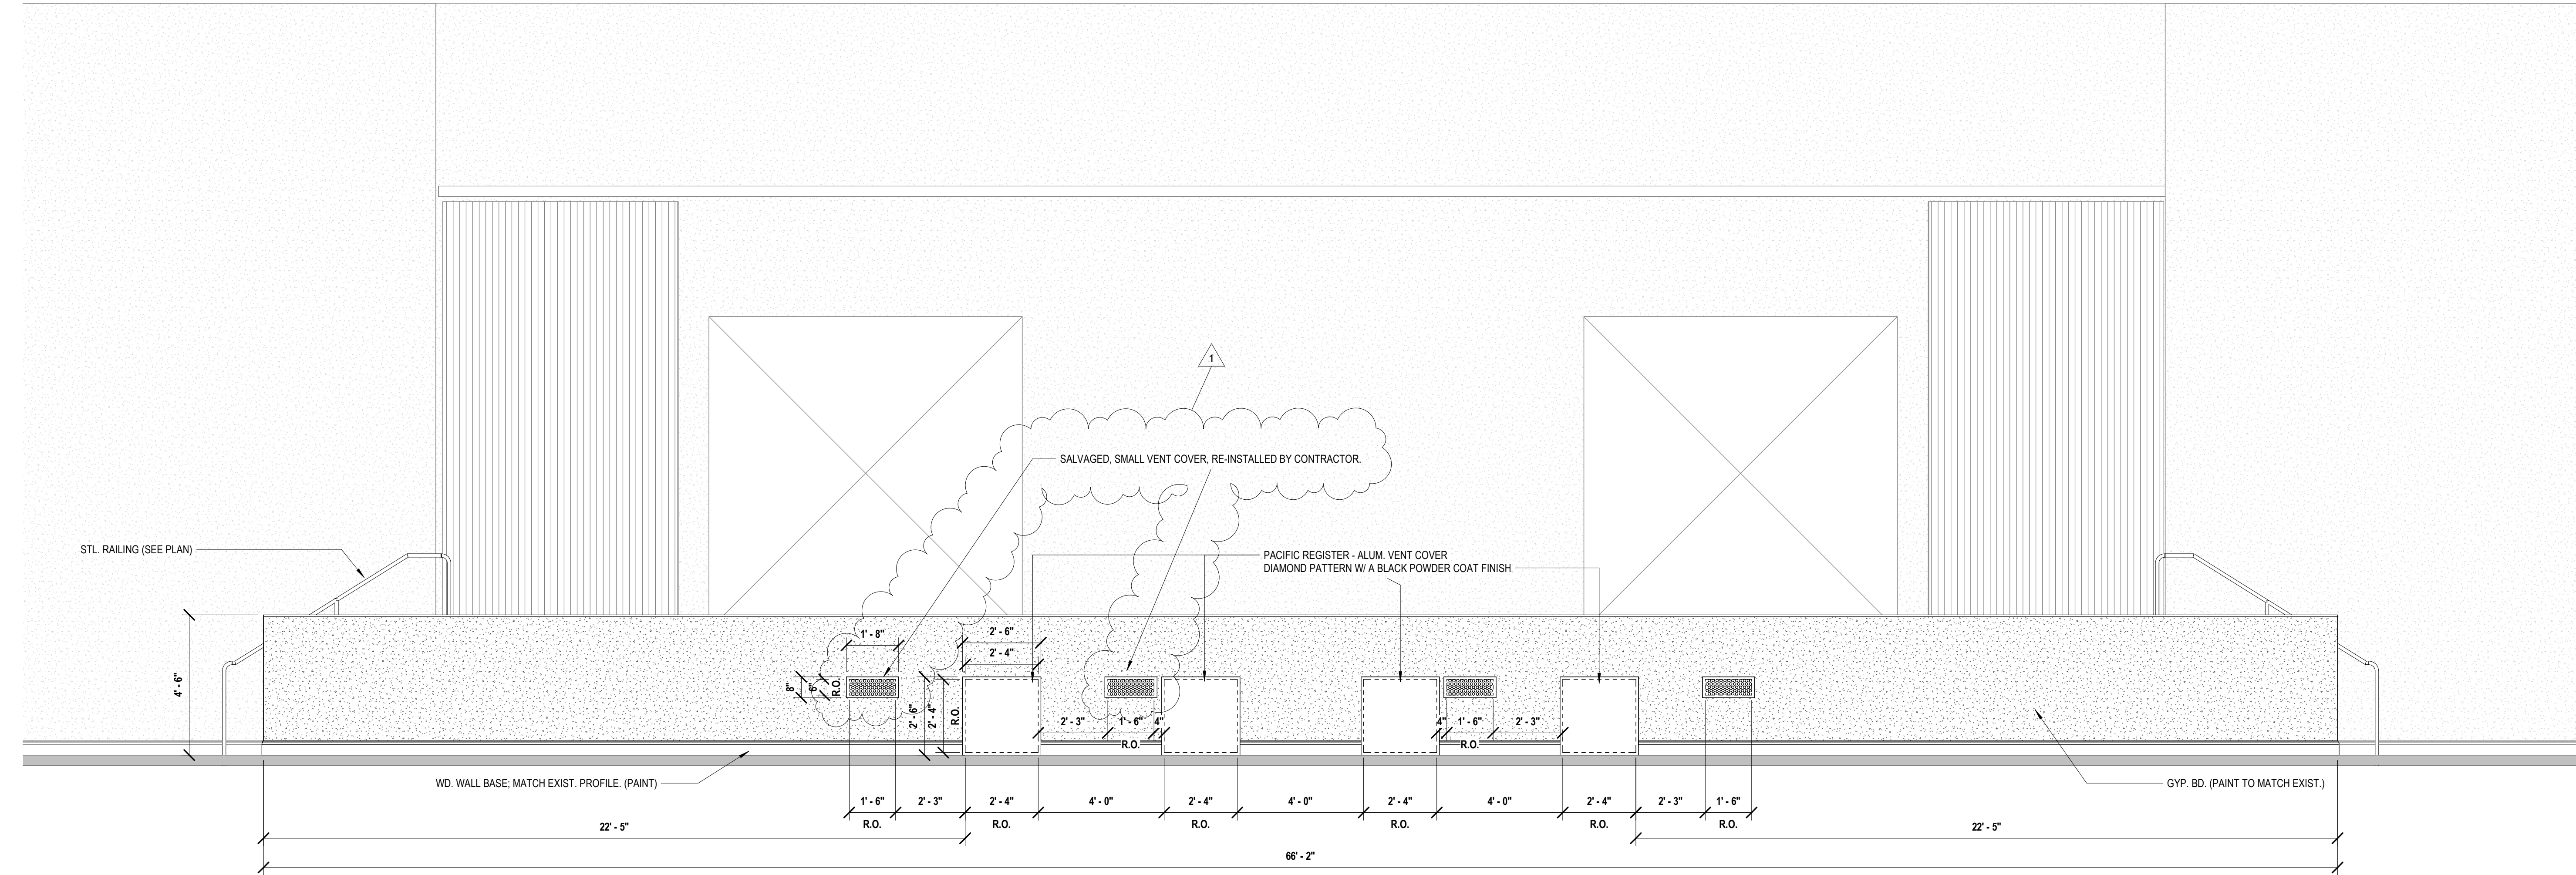 1
SALVAGED, SMALL VENT COVER, RE-INSTALLED BY CONTRACTOR.
STL. RAILING (SEE PLAN)
PACIFIC REGISTER - ALUM. VENT COVER
DIAMOND PATTERN W/ A BLACK POWDER COAT FINISH
4' - 6"
1' - 8"
2' - 6"
2' - 4"
8"
6"
R.O.
2' - 6"
2' - 4"
R.O.
2' - 3"
1' - 6"
4"
R.O.
4"
1' - 6"
2' - 3"
R.O.
WD. WALL BASE; MATCH EXIST. PROFILE. (PAINT)
GYP. BD. (PAINT TO MATCH EXIST.)
1' - 6" 2' - 3" 2' - 4" 4' - 0" 2' - 4" 4' - 0" 2' - 4" 4' - 0" 2' - 4" 2' - 3" 1' - 6"
R.O. R.O. R.O. R.O. R.O. R.O.
22' - 5" 22' - 5"
66' - 2"